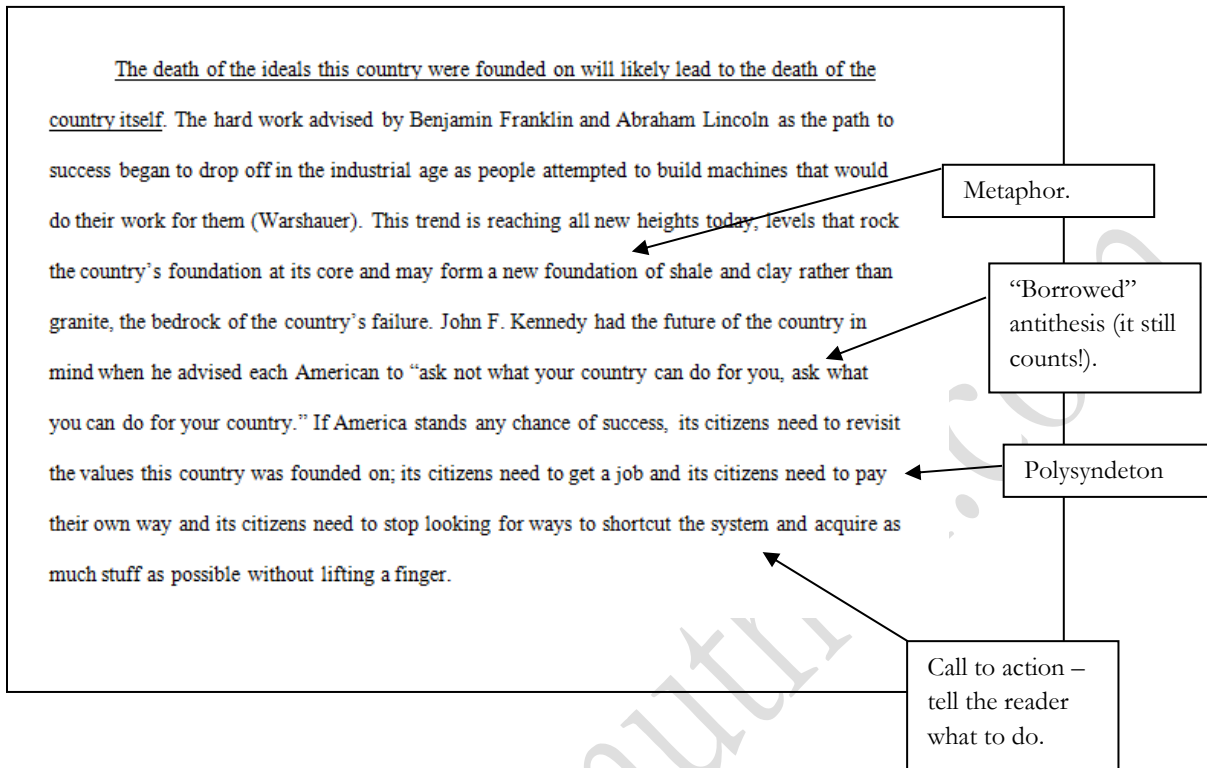 The death of the ideals this country were founded on will likely lead to the death of the
country itself. The hard work advised by Benjamin Franklin and Abraham Lincoln as the path to
success began to drop off in the industrial age as people attempted to build machines that would
do their work for them (Warshauer). This trend is reaching all new heights today, levels that rock
the country's foundation at its core and may form a new foundation of shale and clay rather than
granite, the bedrock of the country's failure. John F. Kennedy had the future of the country in
mind when he advised each American to “ask not what your country can do for you, ask what
you can do for your country.” If America stands any chance of success, its citizens need to revisit
the values this country was founded on; its citizens need to get a job and its citizens need to pay
their own way and its citizens need to stop looking for ways to shortcut the system and acquire as
much stuff as possible without lifting a finger.
Metaphor.
“Borrowed”
antithesis (it still
counts!).
Polysyndeton
Call to action –
tell the reader
what to do.